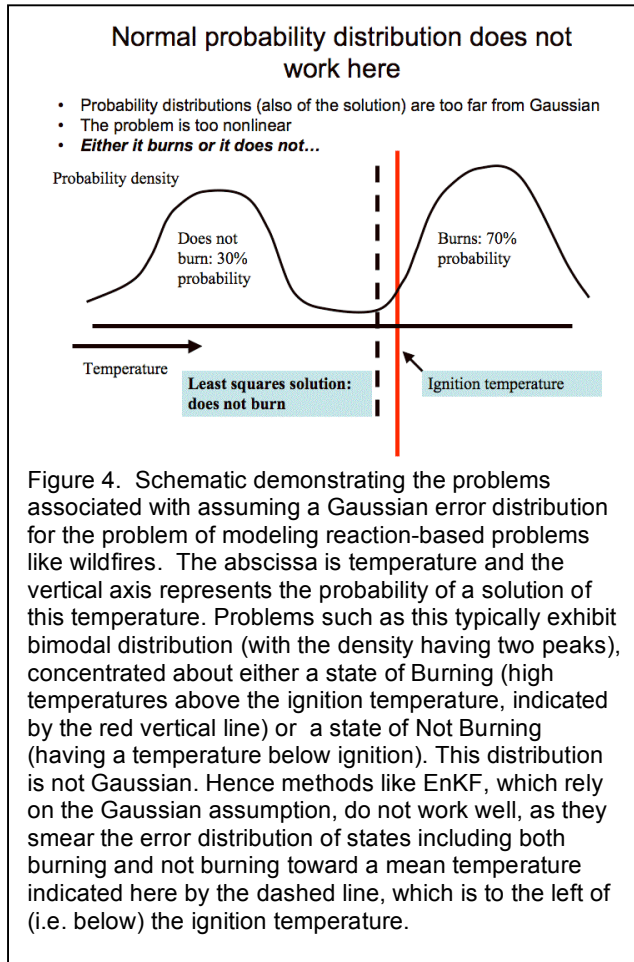 Normal probability distribution does not
work here
• Probability distributions (also of the solution) are too far from Gaussian
• The problem is too nonlinear
• Either it burns or it does not…
Probability density
Does not
burn: 30%
probability
Burns: 70%
probability
Temperature
Least squares solution:
does not burn
Ignition temperature
Figure 4.  Schematic demonstrating the problems
associated with assuming a Gaussian error distribution
for the problem of modeling reaction-based problems
like wildfires.  The abscissa is temperature and the
vertical axis represents the probability of a solution of
this temperature. Problems such as this typically exhibit
bimodal distribution (with the density having two peaks),
concentrated about either a state of Burning (high
temperatures above the ignition temperature, indicated
by the red vertical line) or  a state of Not Burning
(having a temperature below ignition). This distribution
is not Gaussian. Hence methods like EnKF, which rely
on the Gaussian assumption, do not work well, as they
smear the error distribution of states including both
burning and not burning toward a mean temperature
indicated here by the dashed line, which is to the left of
(i.e. below) the ignition temperature.